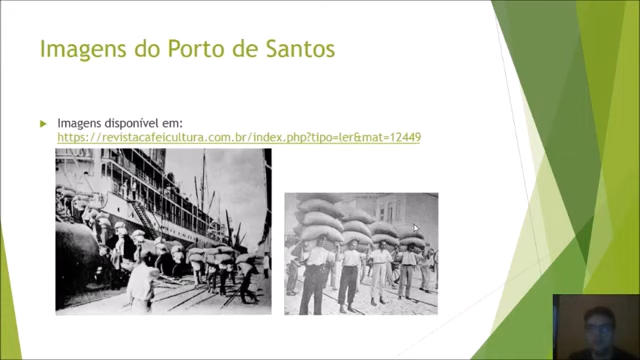 Imagens do Porto de Santos
Imagens disponível em:
https://revistacafeicultura.com.br/index.php?tipo=ler&mat=12449